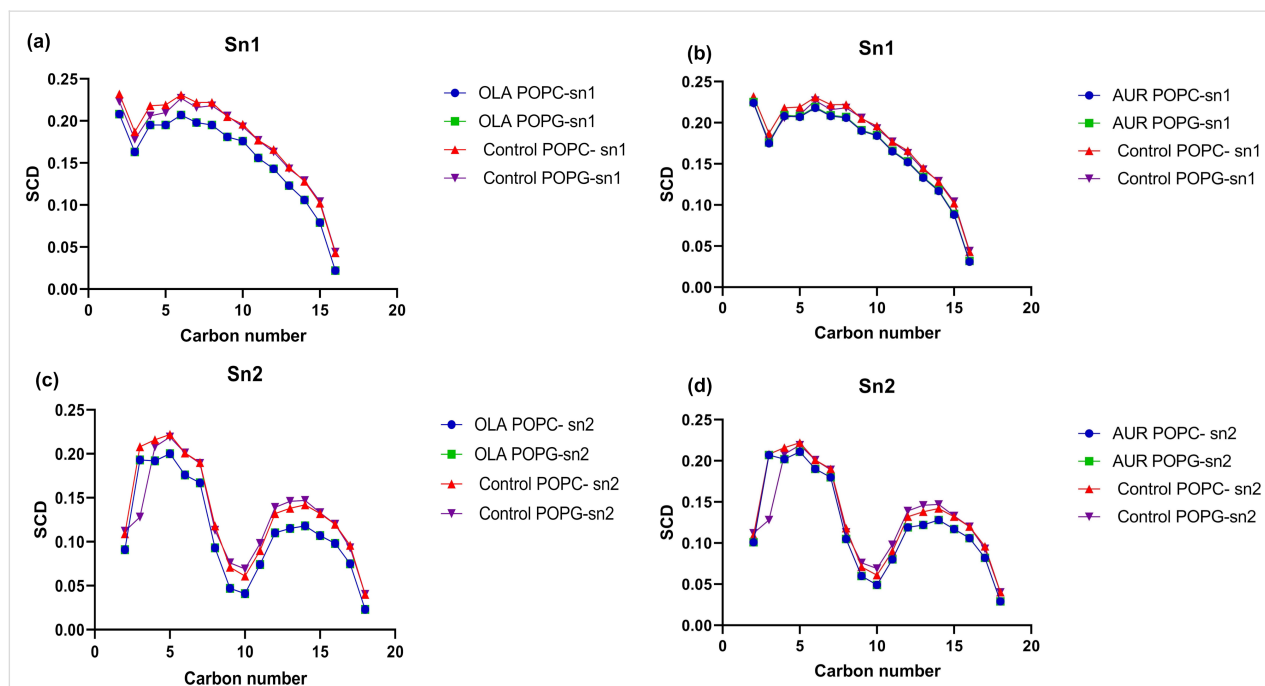 (a)
Sn1
0.25
0.20
0.15
0.10
0.05
0.00
SCD
0
5
10
15
20
Carbon number
OLA POPC-sn1
OLA POPG-sn1
Control POPC- sn1
Control POPG-sn1
(b)
Sn1
0.25
0.20
0.15
0.10
0.05
0.00
SCD
0
5
10
15
20
Carbon number
AUR POPC-sn1
AUR POPG-sn1
Control POPC- sn1
Control POPG-sn1
(c)
Sn2
0.25
0.20
0.15
0.10
0.05
0.00
SCD
0
5
10
15
20
Carbon number
OLA POPC- sn2
OLA POPG-sn2
Control POPC- sn2
Control POPG-sn2
(d)
Sn2
0.25
0.20
0.15
0.10
0.05
0.00
SCD
0
5
10
15
20
Carbon number
AUR POPC- sn2
AUR POPG-sn2
Control POPC- sn2
Control POPG-sn2